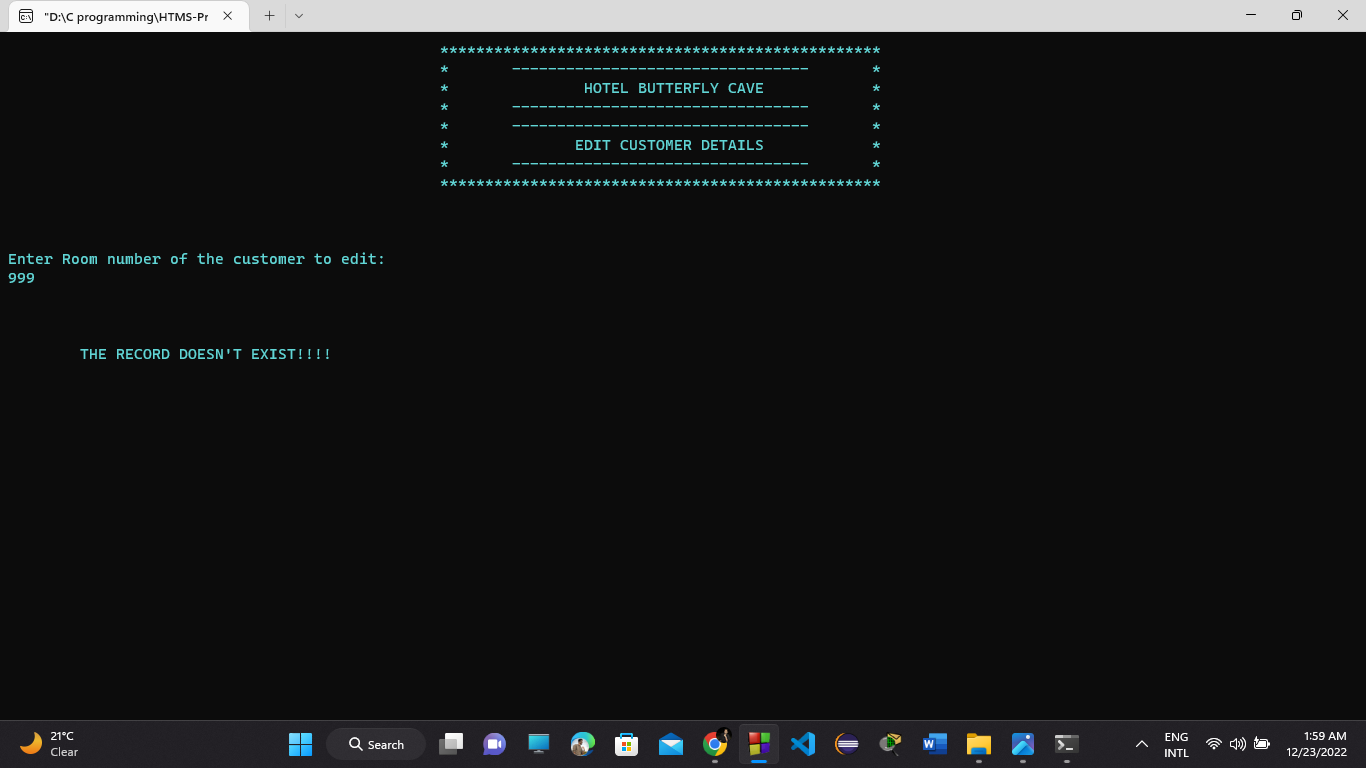 "D:\C programming\HTMS-Pr
*************************************************
* --------------------------------- *
* HOTEL BUTTERFLY CAVE *
* --------------------------------- *
* --------------------------------- *
* EDIT CUSTOMER DETAILS *
* --------------------------------- *
*************************************************
Enter Room number of the customer to edit:
999
THE RECORD DOESN'T EXIST!!!!
21°C
Clear
Search
ENG
INTL
1:59 AM
12/23/2022